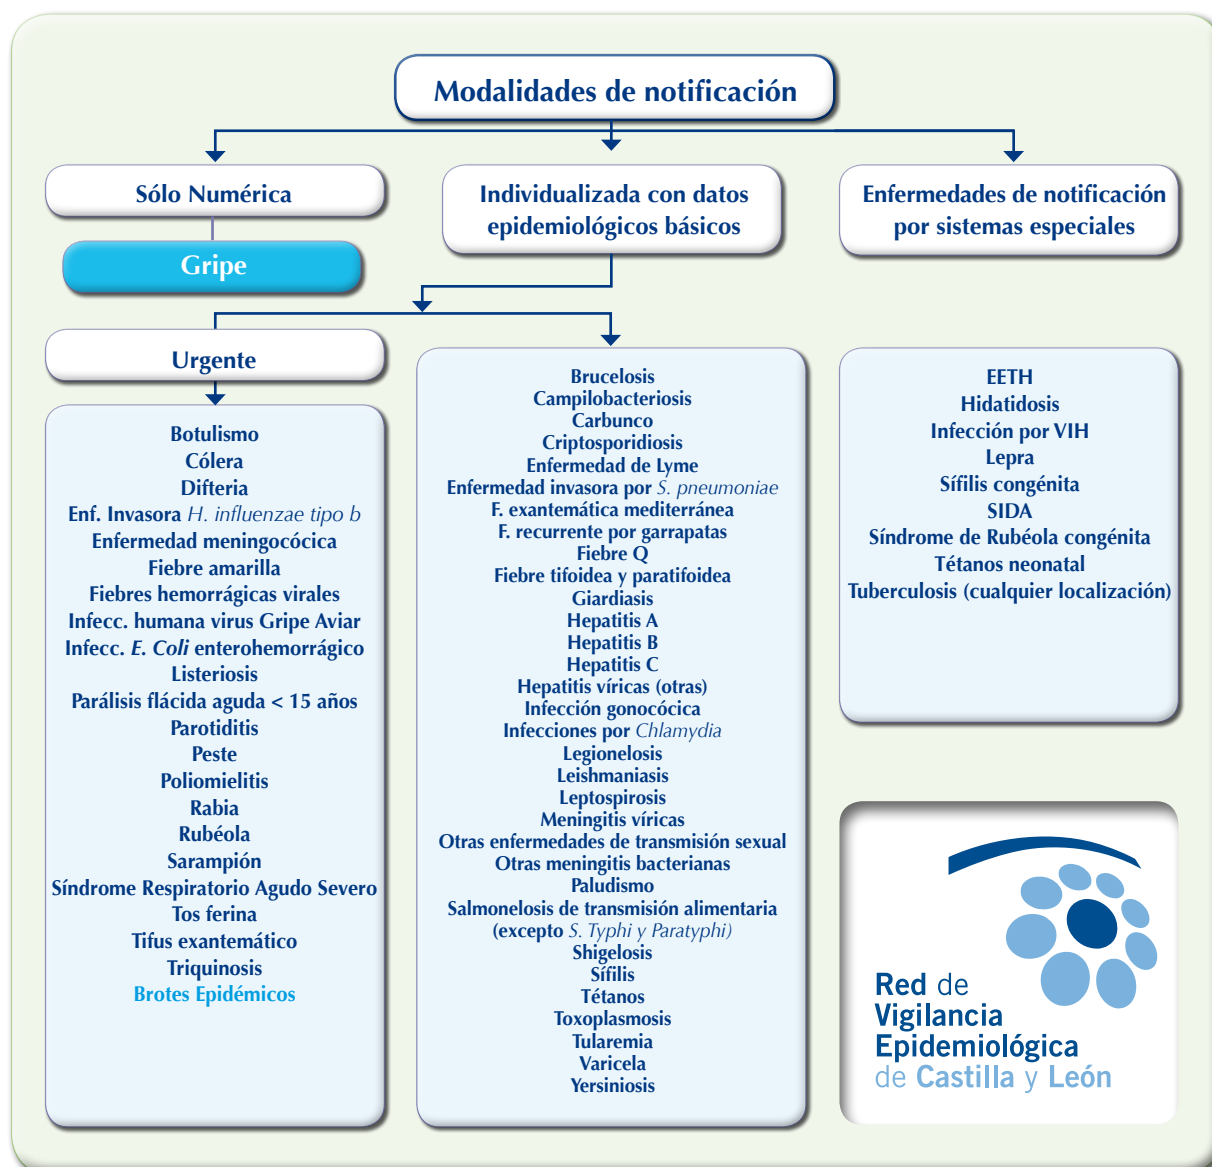 Modalidades de notificación
Sólo Numérica
Gripe
Individualizada con datos
epidemiológicos básicos
Enfermedades de notificación
por sistemas especiales
Urgente
Botulismo
Cólera
Difteria
Enf. Invasora H. influenzae tipo b
Enfermedad meningocócica
Fiebre amarilla
Fiebres hemorrágicas virales
Infecc. humana virus Gripe Aviar
Infecc. E. Coli enterohemorrágico
Listeriosis
Parálisis flácida aguda < 15 años
Parotiditis
Peste
Poliomielitis
Rabia
Rubéola
Sarampión
Síndrome Respiratorio Agudo Severo
Tos ferina
Tifus exantemático
Triquinosis
Brotes Epidémicos
Brucelosis
Campilobacteriosis
Carbunco
Criptosporidiosis
Enfermedad de Lyme
Enfermedad invasora por S. pneumoniae
F. exantemática mediterránea
F. recurrente por garrapatas
Fiebre Q
Fiebre tifoidea y paratifoidea
Giardiasis
Hepatitis A
Hepatitis B
Hepatitis C
Hepatitis víricas (otras)
Infección gonocócica
Infecciones por Chlamydia
Legionelosis
Leishmaniasis
Leptospirosis
Meningitis víricas
Otras enfermedades de transmisión sexual
Otras meningitis bacterianas
Paludismo
Salmonelosis de transmisión alimentaria
(excepto S. Typhi y Paratyphi)
Shigelosis
Sífilis
Tétanos
Toxoplasmosis
Tularemia
Varicela
Yersiniosis
EETH
Hidatidosis
Infección por VIH
Lepra
Sífilis congénita
SIDA
Síndrome de Rubéola congénita
Tétanos neonatal
Tuberculosis (cualquier localización)
Red de
Vigilancia
Epidemiológica
de Castilla y León